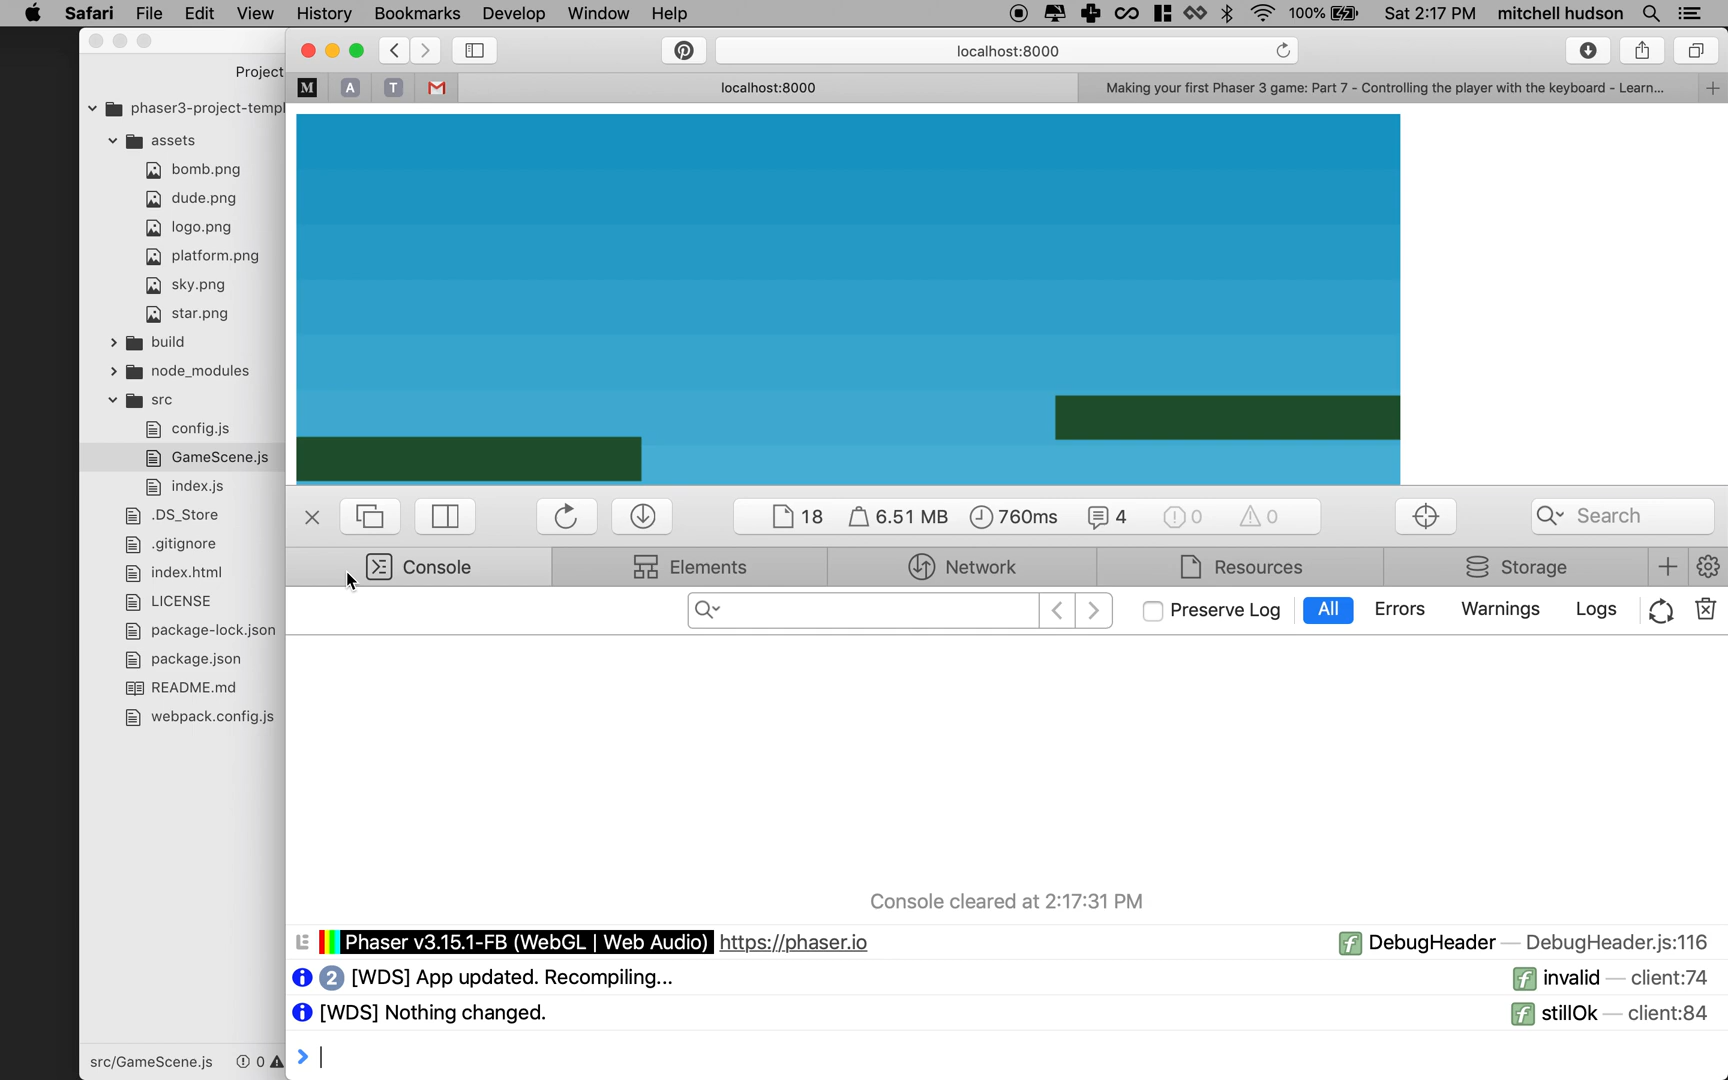 Safari File Edit View History Bookmarks Develop Window Help 100% Sat 2:17 PM mitchell hudson
localhost:8000
M A T M localhost:8000 Making your first Phaser 3 game: Part 7 - Controlling the player with the keyboard - Learn...
Project
phaser3-project-templ
assets
bomb.png
dude.png
logo.png
platform.png
sky.png
star.png
build
node_modules
src
config.js
GameScene.js
index.js
.DS_Store
.gitignore
index.html
LICENSE
package-lock.json
package.json
README.md
webpack.config.js
src/GameScene.js 0
18 6.51 MB 760ms 4 0 0 Search
Console Elements Network Resources Storage
Preserve Log All Errors Warnings Logs
Console cleared at 2:17:31 PM
Phaser v3.15.1-FB (WebGL | Web Audio) https://phaser.io f DebugHeader — DebugHeader.js:116
2 [WDS] App updated. Recompiling... f invalid — client:74
[WDS] Nothing changed. f stillOk — client:84